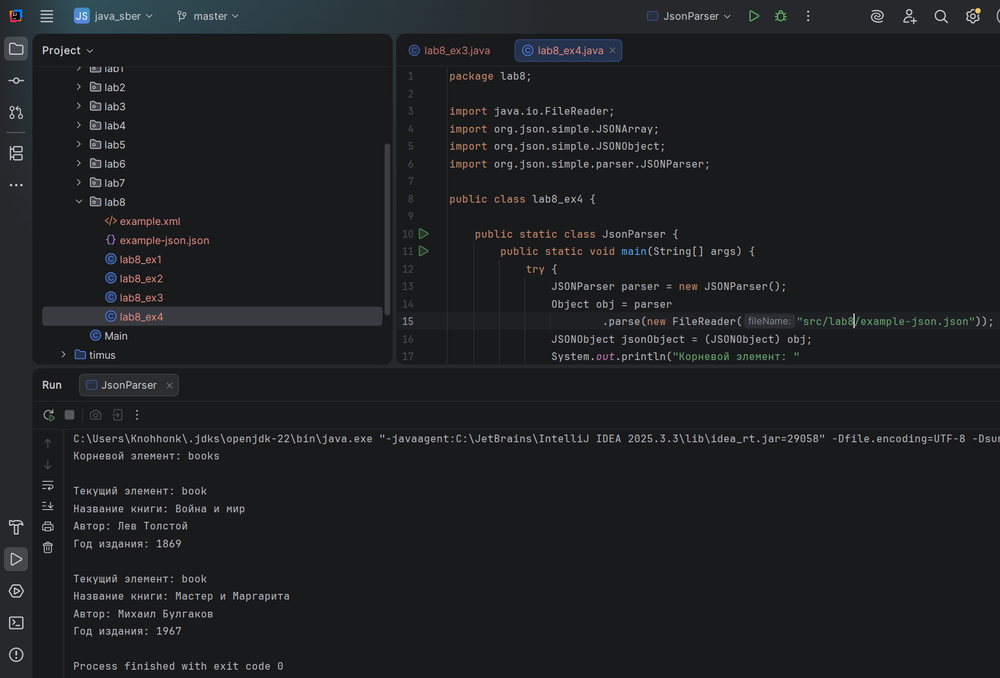 JS java_sber master JsonParser
Project
lab1
lab2
lab3
lab4
lab5
lab6
lab7
lab8
</> example.xml
{} example-json.json
C lab8_ex1
C lab8_ex2
C lab8_ex3
C lab8_ex4
C Main
timus
C lab8_ex3.java C lab8_ex4.java
1 package lab8;
2
3 import java.io.FileReader;
4 import org.json.simple.JSONArray;
5 import org.json.simple.JSONObject;
6 import org.json.simple.parser.JSONParser;
7
8 public class lab8_ex4 {
9
10 public static class JsonParser {
11 public static void main(String[] args) {
12 try {
13 JSONParser parser = new JSONParser();
14 Object obj = parser
15 .parse(new FileReader( fileName: "src/lab8/example-json.json"));
16 JSONObject jsonObject = (JSONObject) obj;
17 System.out.println("Корневой элемент: "
Run JsonParser
C:\Users\Knohhonk\.jdks\openjdk-22\bin\java.exe "-javaagent:C:\JetBrains\IntelliJ IDEA 2025.3.3\lib\idea_rt.jar=29058" -Dfile.encoding=UTF-8 -Dsu
Корневой элемент: books
Текущий элемент: book
Название книги: Война и мир
Автор: Лев Толстой
Год издания: 1869
Текущий элемент: book
Название книги: Мастер и Маргарита
Автор: Михаил Булгаков
Год издания: 1967
Process finished with exit code 0